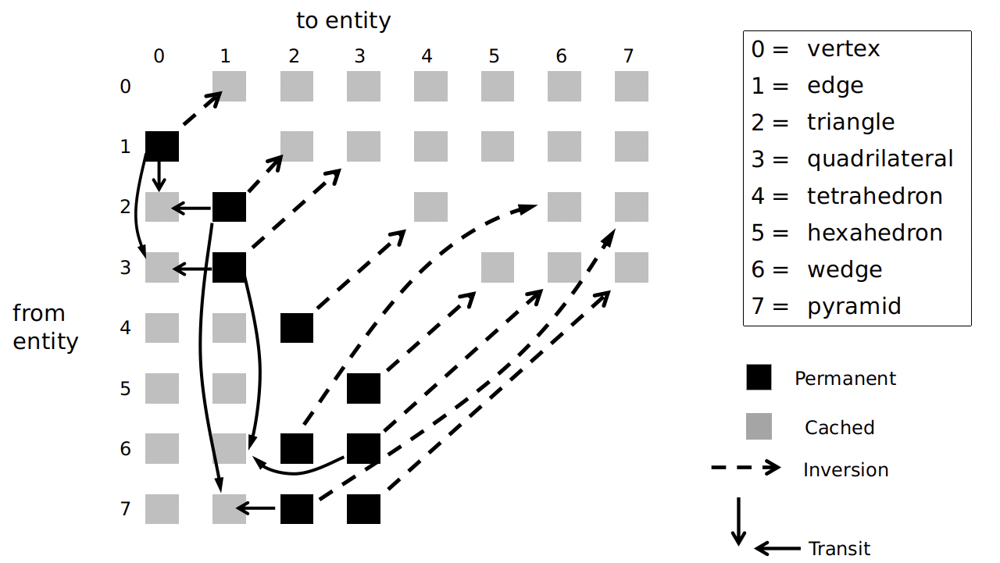 to entity
0 1 2 3 4 5 6 7
0
1
2
3
4
5
6
7
from
entity
0 = vertex
1 = edge
2 = triangle
3 = quadrilateral
4 = tetrahedron
5 = hexahedron
6 = wedge
7 = pyramid
Permanent
Cached
Inversion
Transit